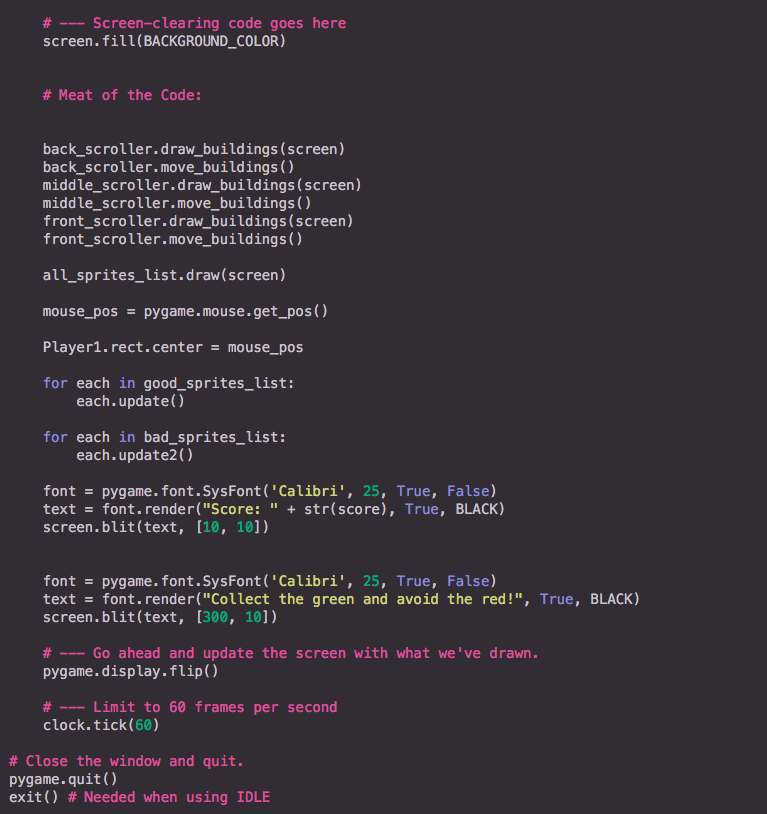 # --- Screen-clearing code goes here
screen.fill(BACKGROUND_COLOR)
# Meat of the Code:
back_scroller.draw_buildings(screen)
back_scroller.move_buildings()
middle_scroller.draw_buildings(screen)
middle_scroller.move_buildings()
front_scroller.draw_buildings(screen)
front_scroller.move_buildings()
all_sprites_list.draw(screen)
mouse_pos = pygame.mouse.get_pos()
Player1.rect.center = mouse_pos
for each in good_sprites_list:
    each.update()
for each in bad_sprites_list:
    each.update2()
font = pygame.font.SysFont('Calibri', 25, True, False)
text = font.render("Score: " + str(score), True, BLACK)
screen.blit(text, [10, 10])
font = pygame.font.SysFont('Calibri', 25, True, False)
text = font.render("Collect the green and avoid the red!", True, BLACK)
screen.blit(text, [300, 10])
# --- Go ahead and update the screen with what we've drawn.
pygame.display.flip()
# --- Limit to 60 frames per second
clock.tick(60)
# Close the window and quit.
pygame.quit()
exit() # Needed when using IDLE